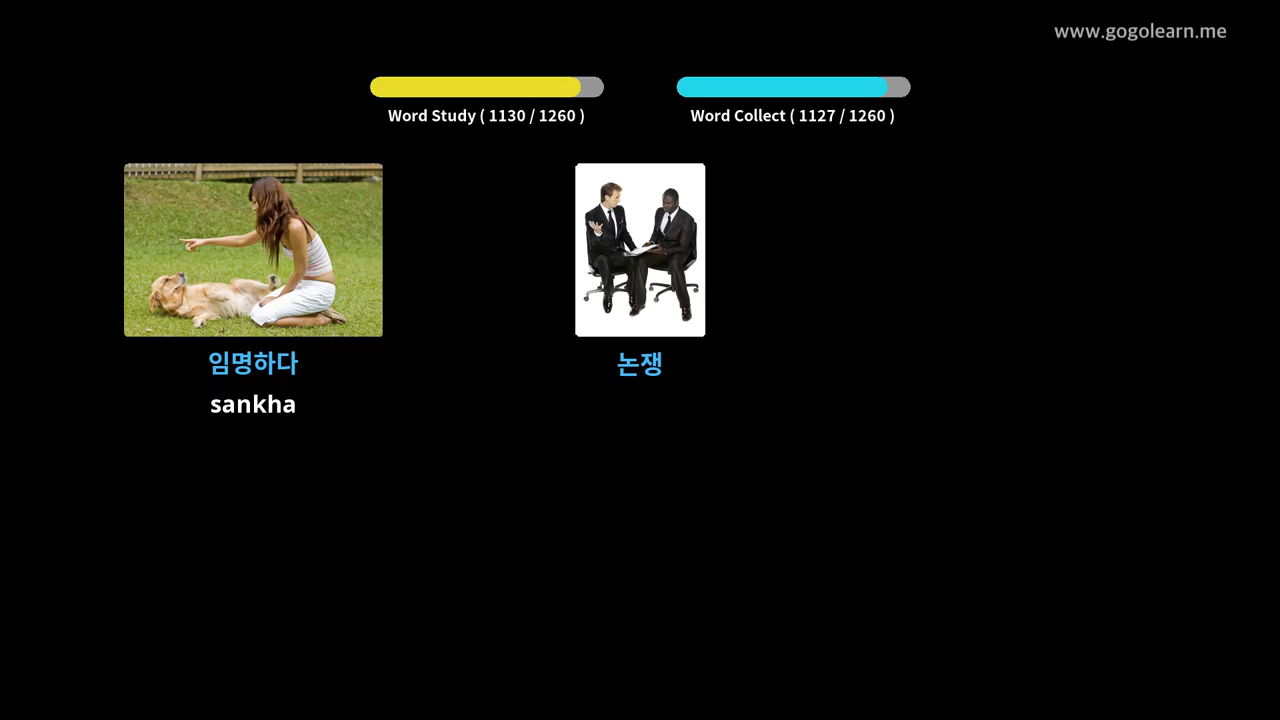 www.gogolearn.me
Word Study ( 1130 / 1260 )
Word Collect ( 1127 / 1260 )
임명하다
sankha
논쟁